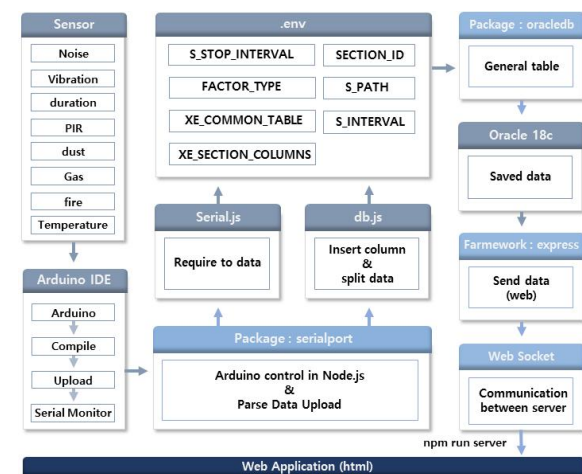 Sensor
Noise
Vibration
duration
PIR
dust
Gas
fire
Temperature
.env
S_STOP_INTERVAL
SECTION_ID
FACTOR_TYPE
S_PATH
XE_COMMON_TABLE
S_INTERVAL
XE_SECTION_COLUMNS
Package : oracledb
General table
Oracle 18c
Saved data
Serial.js
Require to data
db.js
Insert column
&
split data
Farmework : express
Send data
(web)
Arduino IDE
Arduino
Compile
Upload
Serial Monitor
Package : serialport
Arduino control in Node.js
&
Parse Data Upload
Web Socket
Communication
between server
npm run server
Web Application (html)